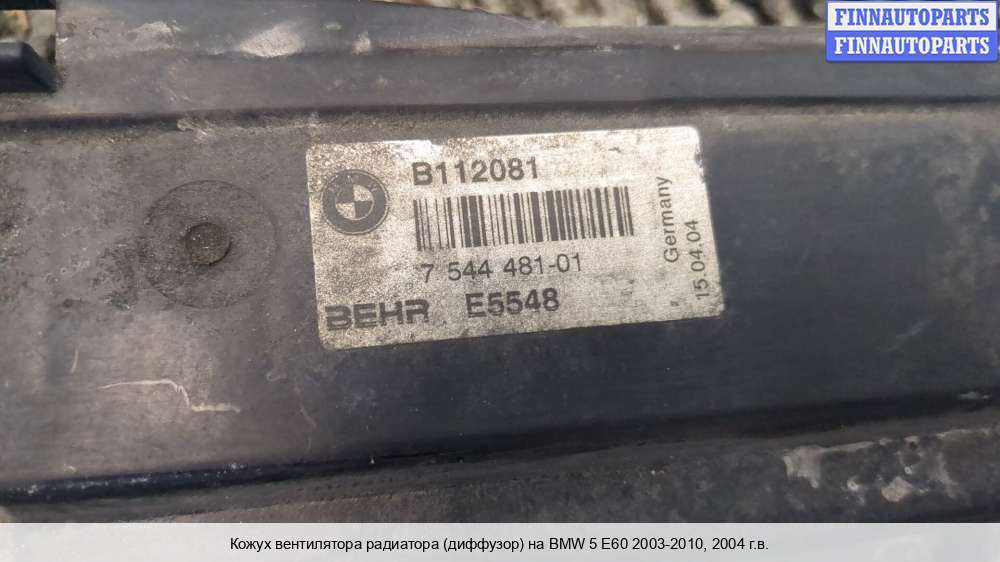 FINNAUTOPARTS
FINNAUTOPARTS
B112081
7 544 481-01
BEHR E5548
Germany
15.04.04
Кожух вентилятора радиатора (диффузор) на BMW 5 E60 2003-2010, 2004 г.в.